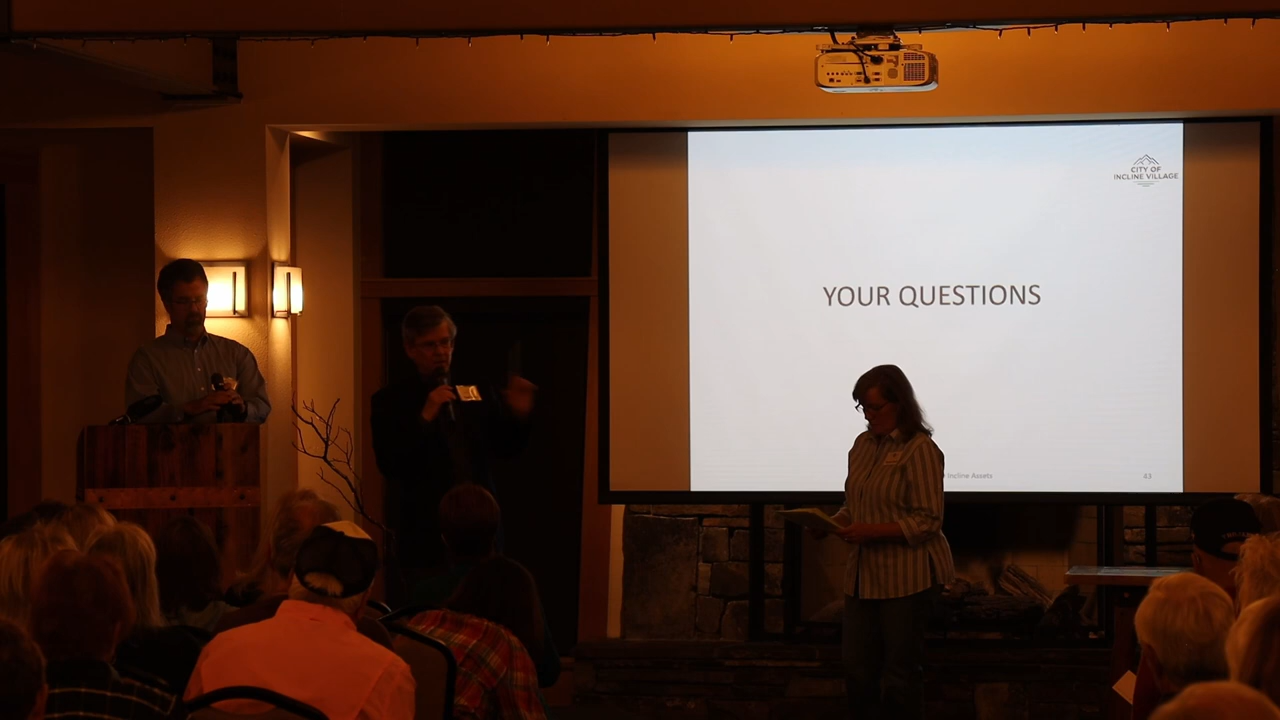 CITY OF
INCLINE VILLAGE
YOUR QUESTIONS
Incline Assets
43